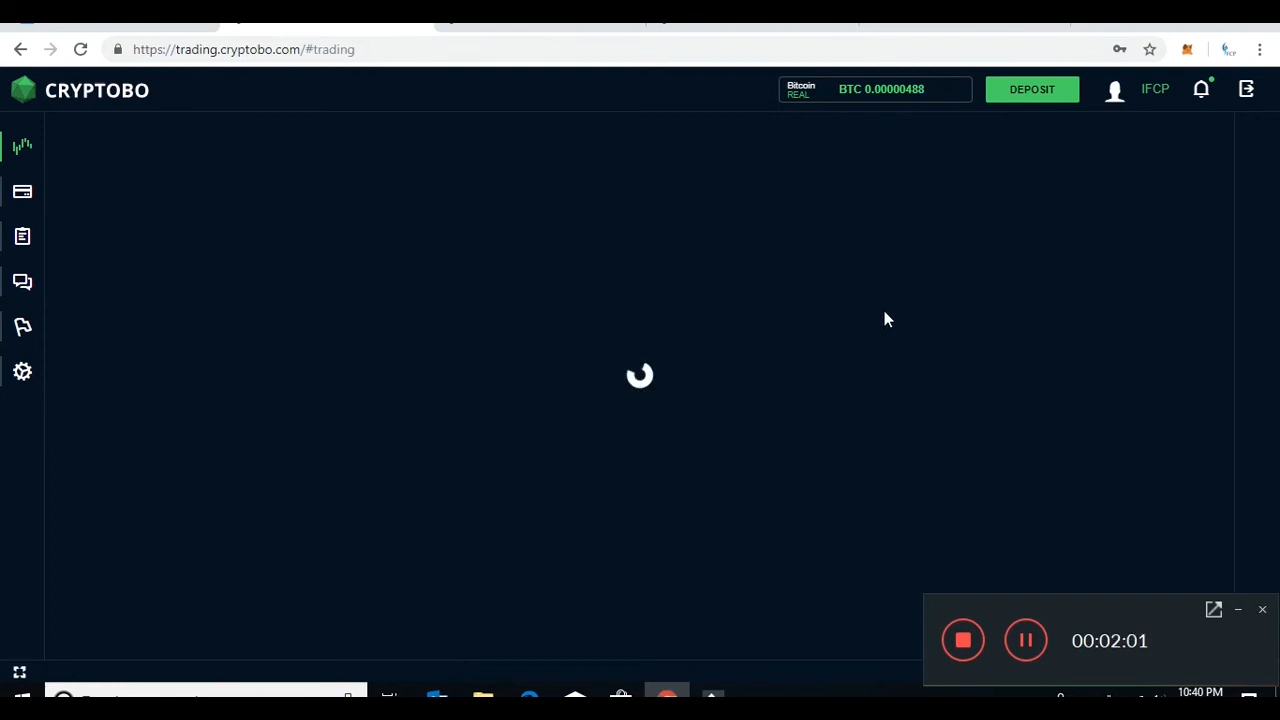 https://trading.cryptobo.com/#trading
CRYPTOBO
Bitcoin
REAL
BTC 0.00000488
DEPOSIT
IFCP
00:02:01
10:40 PM